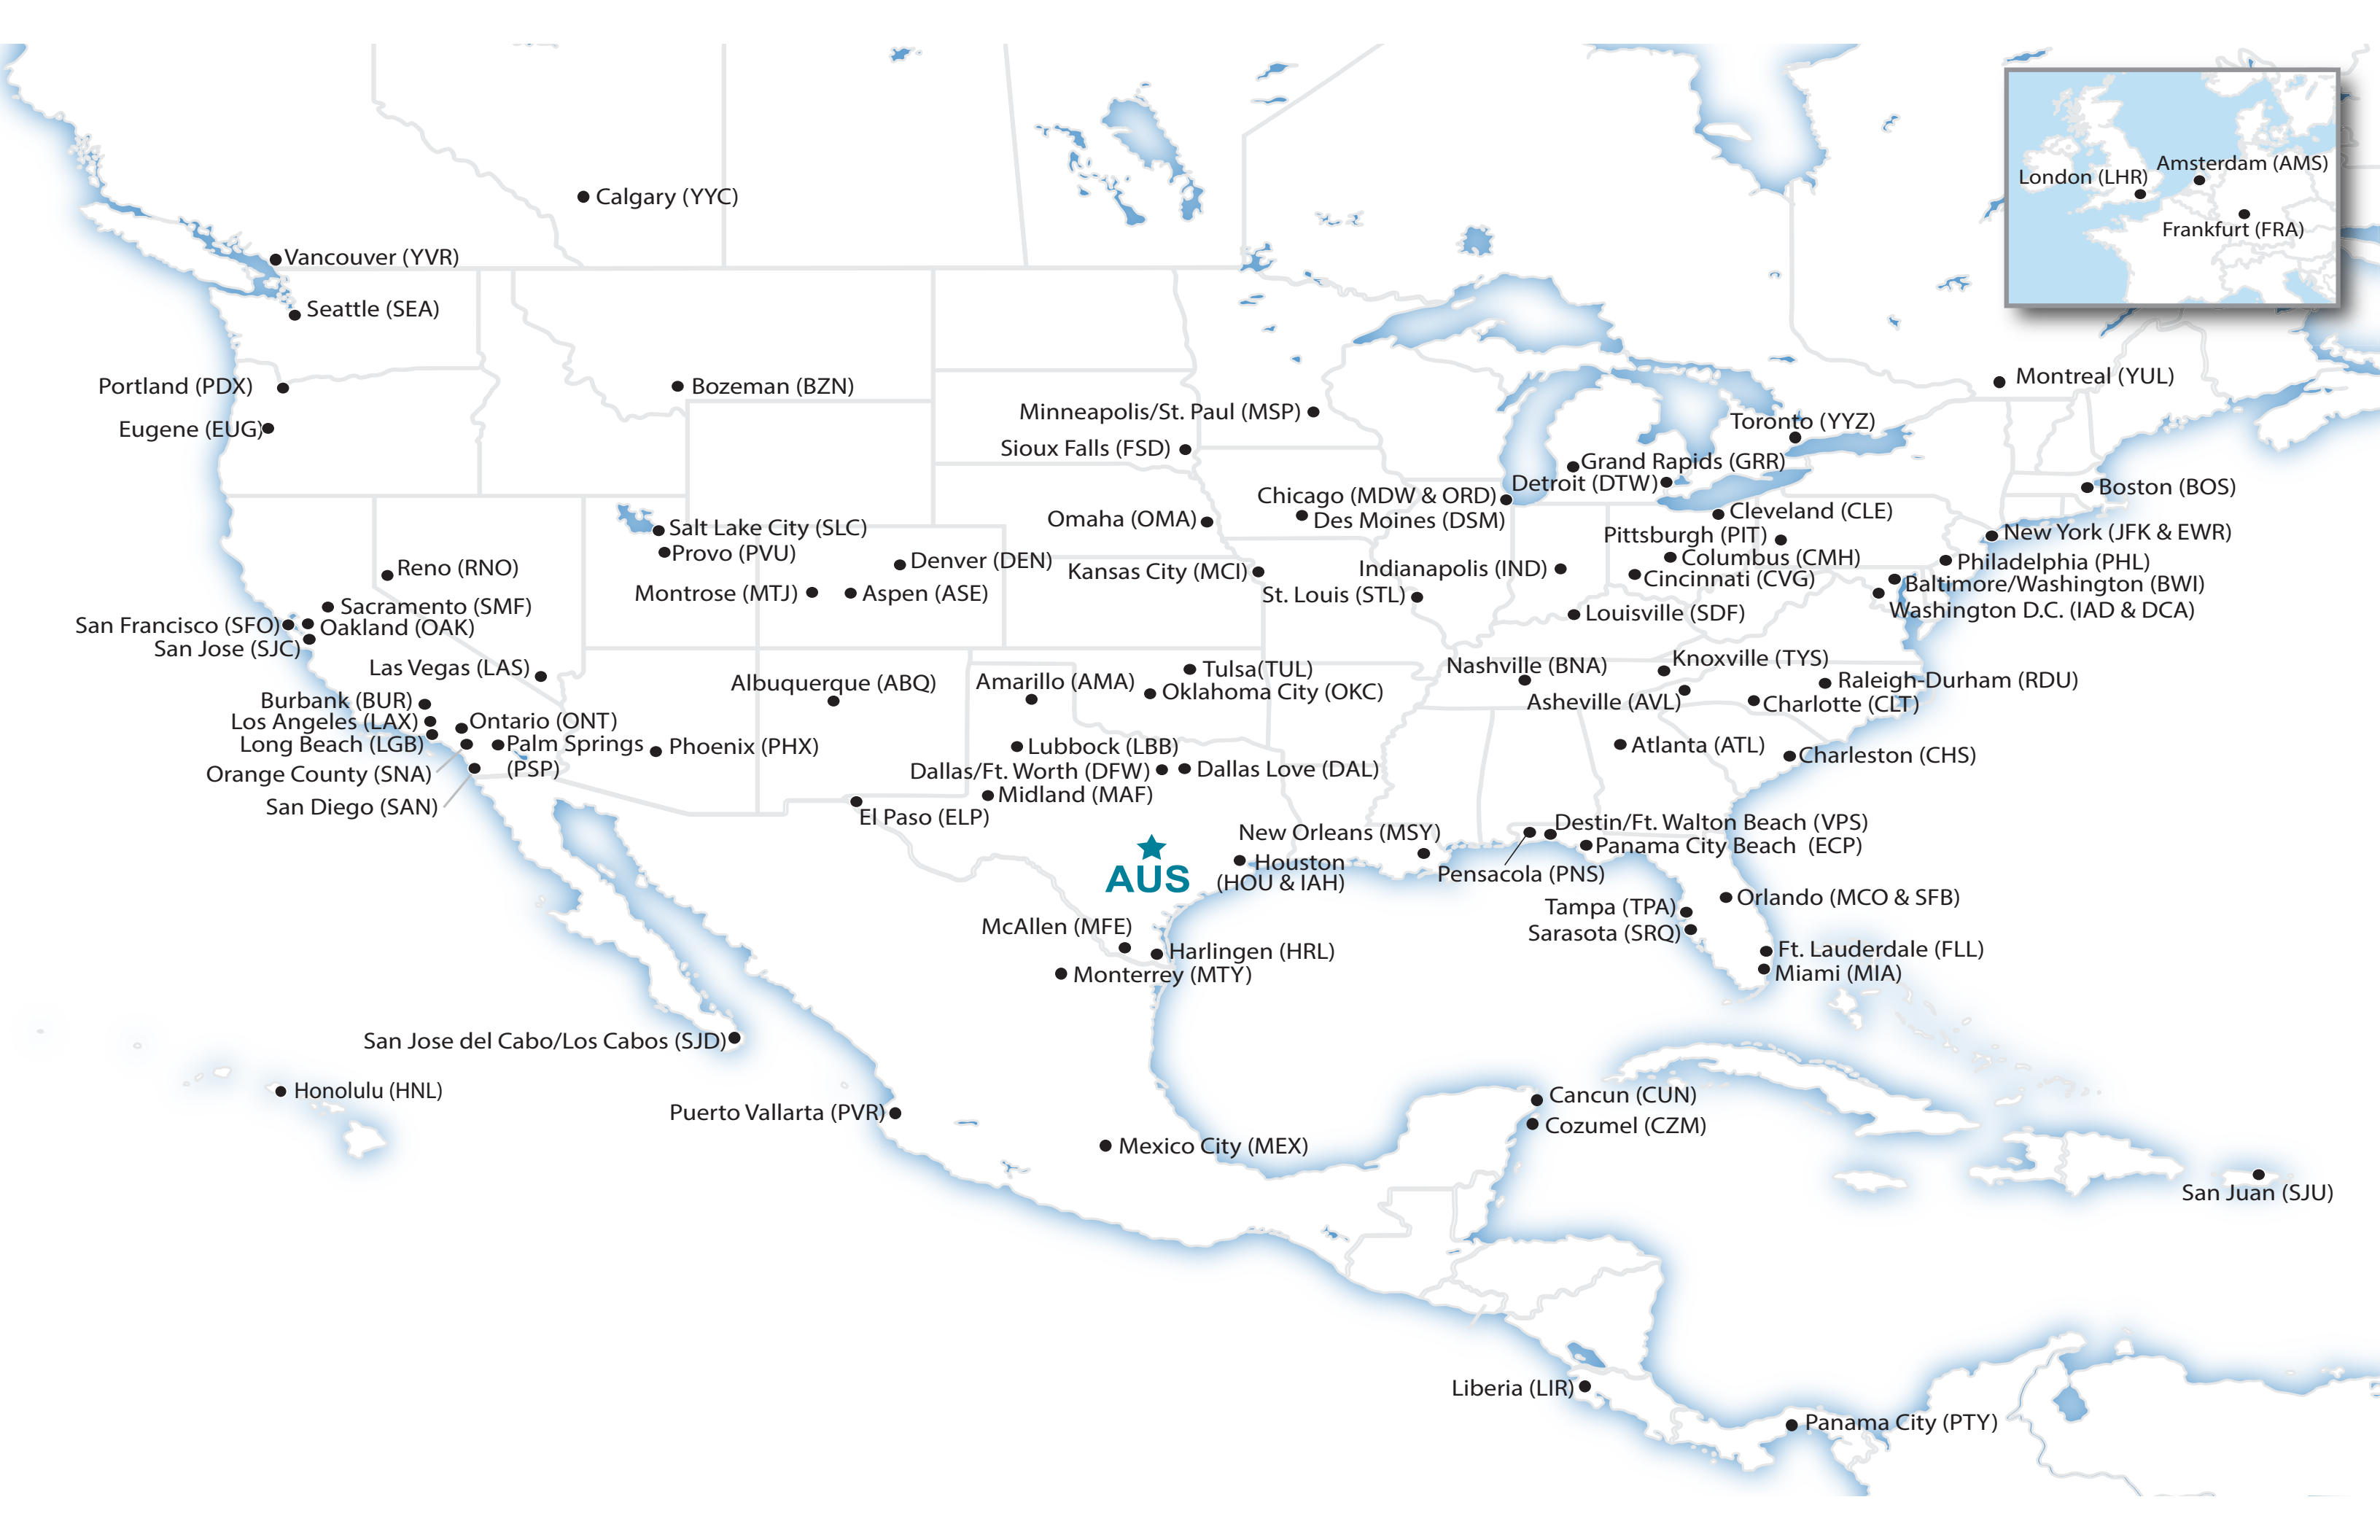 Amsterdam (AMS)
London (LHR)
Frankfurt (FRA)
Calgary (YYC)
Vancouver (YVR)
Seattle (SEA)
Portland (PDX)
Bozeman (BZN)
Montreal (YUL)
Eugene (EUG)
Minneapolis/St. Paul (MSP)
Toronto (YYZ)
Sioux Falls (FSD)
Grand Rapids (GRR)
Detroit (DTW)
Boston (BOS)
Chicago (MDW & ORD)
Des Moines (DSM)
Omaha (OMA)
Cleveland (CLE)
Salt Lake City (SLC)
Provo (PVU)
Pittsburgh (PIT)
New York (JFK & EWR)
Denver (DEN)
Columbus (CMH)
Philadelphia (PHL)
Reno (RNO)
Kansas City (MCI)
Indianapolis (IND)
Cincinnati (CVG)
Baltimore/Washington (BWI)
Montrose (MTJ)
Aspen (ASE)
St. Louis (STL)
Sacramento (SMF)
Louisville (SDF)
Washington D.C. (IAD & DCA)
San Francisco (SFO)
Oakland (OAK)
San Jose (SJC)
Las Vegas (LAS)
Tulsa(TUL)
Nashville (BNA)
Knoxville (TYS)
Albuquerque (ABQ)
Amarillo (AMA)
Oklahoma City (OKC)
Raleigh-Durham (RDU)
Burbank (BUR)
Asheville (AVL)
Charlotte (CLT)
Los Angeles (LAX)
Ontario (ONT)
Long Beach (LGB)
Palm Springs
(PSP)
Phoenix (PHX)
Lubbock (LBB)
Atlanta (ATL)
Charleston (CHS)
Orange County (SNA)
Dallas/Ft. Worth (DFW)
Dallas Love (DAL)
San Diego (SAN)
Midland (MAF)
El Paso (ELP)
New Orleans (MSY)
Destin/Ft. Walton Beach (VPS)
Panama City Beach (ECP)
AUS
Houston
(HOU & IAH)
Pensacola (PNS)
Orlando (MCO & SFB)
Tampa (TPA)
Sarasota (SRQ)
McAllen (MFE)
Harlingen (HRL)
Ft. Lauderdale (FLL)
Monterrey (MTY)
Miami (MIA)
San Jose del Cabo/Los Cabos (SJD)
Honolulu (HNL)
Puerto Vallarta (PVR)
Cancun (CUN)
Cozumel (CZM)
Mexico City (MEX)
San Juan (SJU)
Liberia (LIR)
Panama City (PTY)